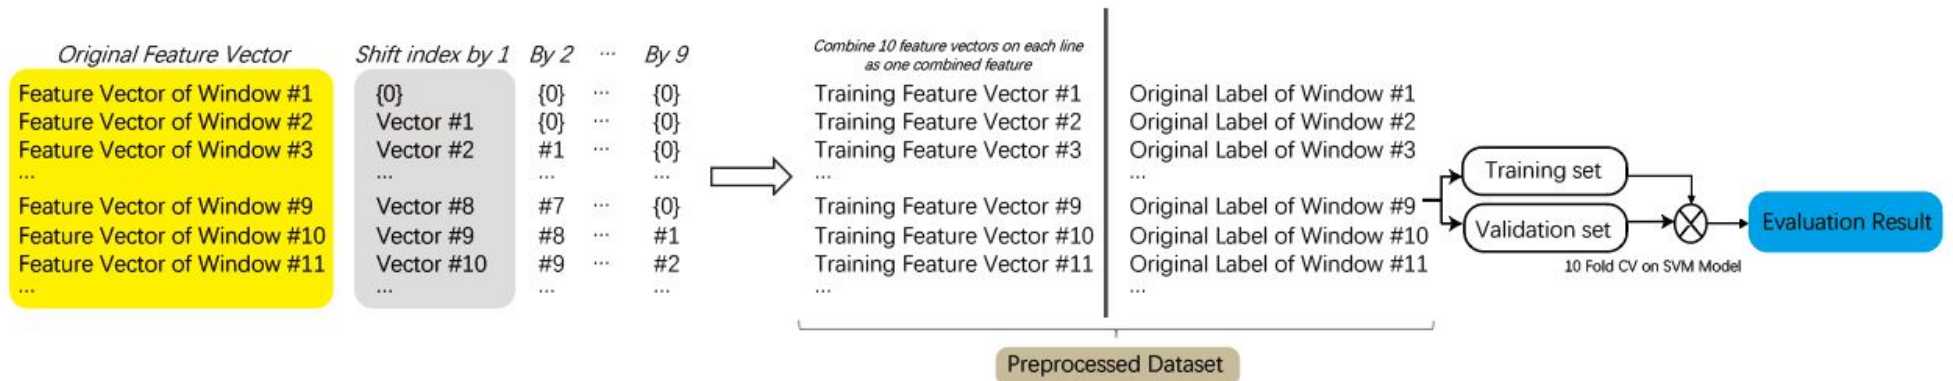 Original Feature Vector Shift index by 1 By 2 ... By 9 Combine 10 feature vectors on each line
as one combined feature
Feature Vector of Window #1 {0} {0} ... {0} Training Feature Vector #1 Original Label of Window #1
Feature Vector of Window #2 Vector #1 {0} ... {0} Training Feature Vector #2 Original Label of Window #2
Feature Vector of Window #3 Vector #2 #1 ... {0} Training Feature Vector #3 Original Label of Window #3
... ... ... ... ... ...
Feature Vector of Window #9 Vector #8 #7 ... {0} Training Feature Vector #9 Original Label of Window #9
Feature Vector of Window #10 Vector #9 #8 ... #1 Training Feature Vector #10 Original Label of Window #10
Feature Vector of Window #11 Vector #10 #9 ... #2 Training Feature Vector #11 Original Label of Window #11
... ... ... ... ... ...
Training set
Validation set
10 Fold CV on SVM Model
Evaluation Result
Preprocessed Dataset